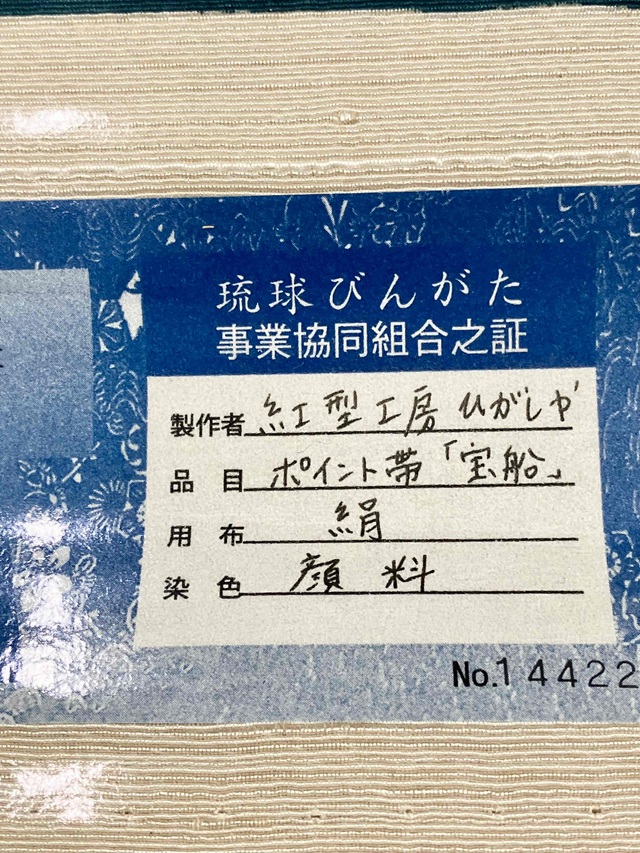 琉球びんがた
事業協同組合之証
製作者 紅型工房ひがしや
品目 ポイント帯「宝船」
用布 絹
染色 顔料
No.14422